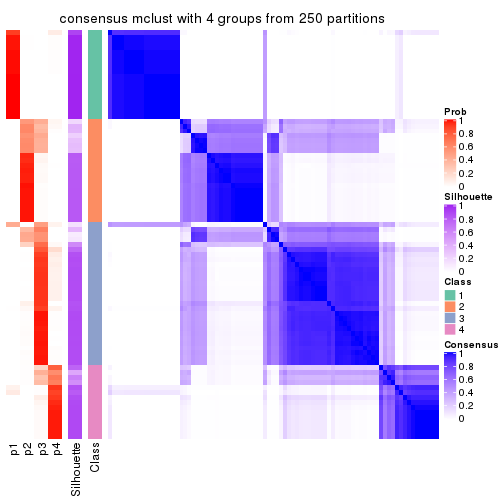 consensus mclust with 4 groups from 250 partitions
Prob
1
0.8
0.6
0.4
0.2
0
Silhouette
1
0.8
0.6
0.4
0.2
0
Class
1
2
3
4
Consensus
1
0.8
0.6
0.4
0.2
0
p1
p2
p3
p4
Silhouette
Class